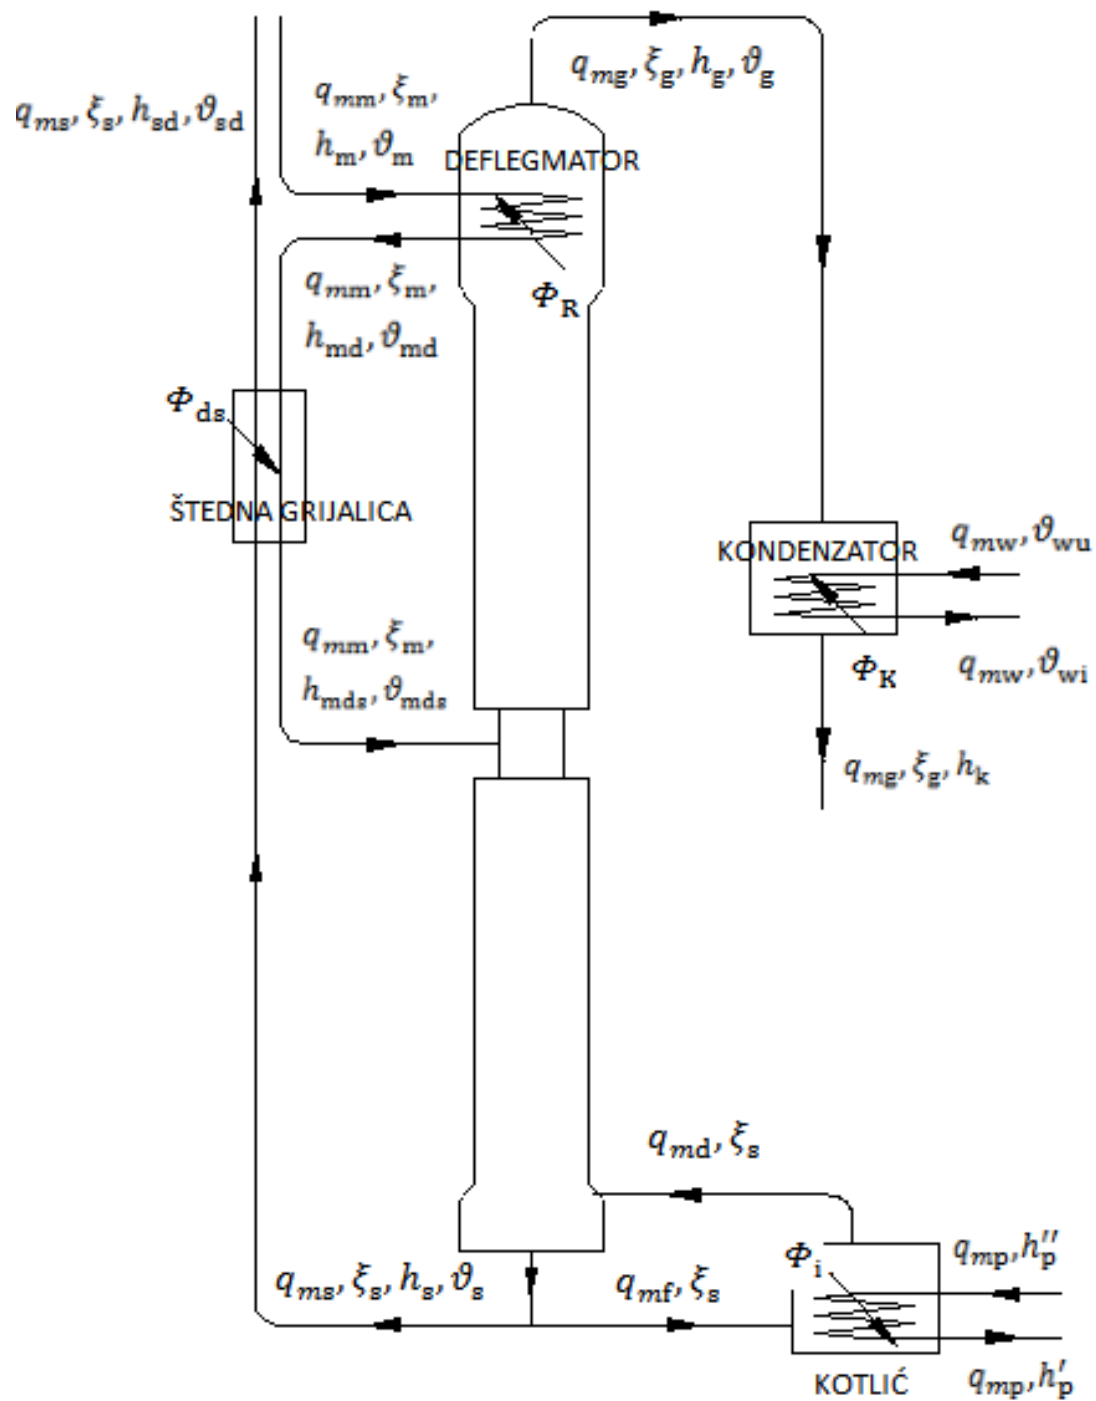 q_mg, ξ_g, h_g, ϑ_g
q_mm, ξ_m,
h_m, ϑ_m
q_ms, ξ_s, h_sd, ϑ_sd
DEFLEGMATOR
Φ_R
q_mm, ξ_m,
h_md, ϑ_md
Φ_ds
ŠTEDNA GRIJALICA
KONDENZATOR
q_mw, ϑ_wu
q_mw, ϑ_wi
Φ_K
q_mm, ξ_m,
h_mds, ϑ_mds
q_mg, ξ_g, h_k
q_md, ξ_s
q_ms, ξ_s, h_s, ϑ_s
q_mf, ξ_s
Φ_i
q_mp, h″_p
q_mp, h′_p
KOTLIĆ